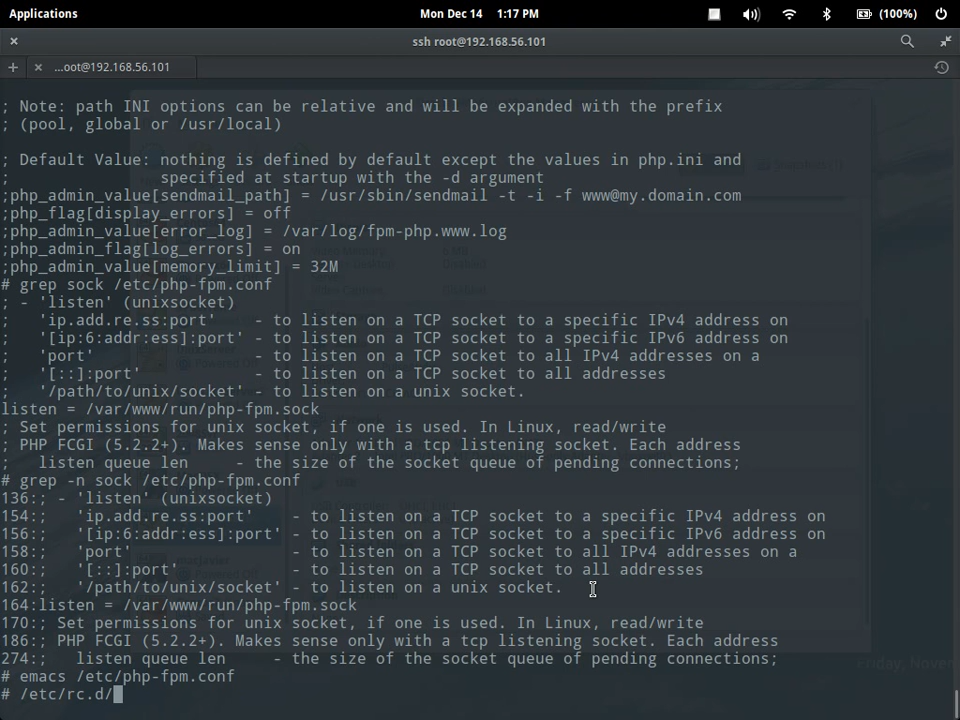 Applications
Mon Dec 14 1:17 PM
(100%)
ssh root@192.168.56.101
...oot@192.168.56.101
; Note: path INI options can be relative and will be expanded with the prefix
; (pool, global or /usr/local)
; Default Value: nothing is defined by default except the values in php.ini and
;                specified at startup with the -d argument
;php_admin_value[sendmail_path] = /usr/sbin/sendmail -t -i -f www@my.domain.com
;php_flag[display_errors] = off
;php_admin_value[error_log] = /var/log/fpm-php.www.log
;php_admin_flag[log_errors] = on
;php_admin_value[memory_limit] = 32M
# grep sock /etc/php-fpm.conf
; - 'listen' (unixsocket)
;   'ip.add.re.ss:port'    - to listen on a TCP socket to a specific IPv4 address on
;   '[ip:6:addr:ess]:port' - to listen on a TCP socket to a specific IPv6 address on
;   'port'                 - to listen on a TCP socket to all IPv4 addresses on a
;   '[::]:port'            - to listen on a TCP socket to all addresses
;   '/path/to/unix/socket' - to listen on a unix socket.
listen = /var/www/run/php-fpm.sock
; Set permissions for unix socket, if one is used. In Linux, read/write
; PHP FCGI (5.2.2+). Makes sense only with a tcp listening socket. Each address
;   listen queue len     - the size of the socket queue of pending connections;
# grep -n sock /etc/php-fpm.conf
136:; - 'listen' (unixsocket)
154:;   'ip.add.re.ss:port'    - to listen on a TCP socket to a specific IPv4 address on
156:;   '[ip:6:addr:ess]:port' - to listen on a TCP socket to a specific IPv6 address on
158:;   'port'                 - to listen on a TCP socket to all IPv4 addresses on a
160:;   '[::]:port'            - to listen on a TCP socket to all addresses
162:;   '/path/to/unix/socket' - to listen on a unix socket.
164:listen = /var/www/run/php-fpm.sock
170:; Set permissions for unix socket, if one is used. In Linux, read/write
186:; PHP FCGI (5.2.2+). Makes sense only with a tcp listening socket. Each address
274:;   listen queue len     - the size of the socket queue of pending connections;
# emacs /etc/php-fpm.conf
# /etc/rc.d/